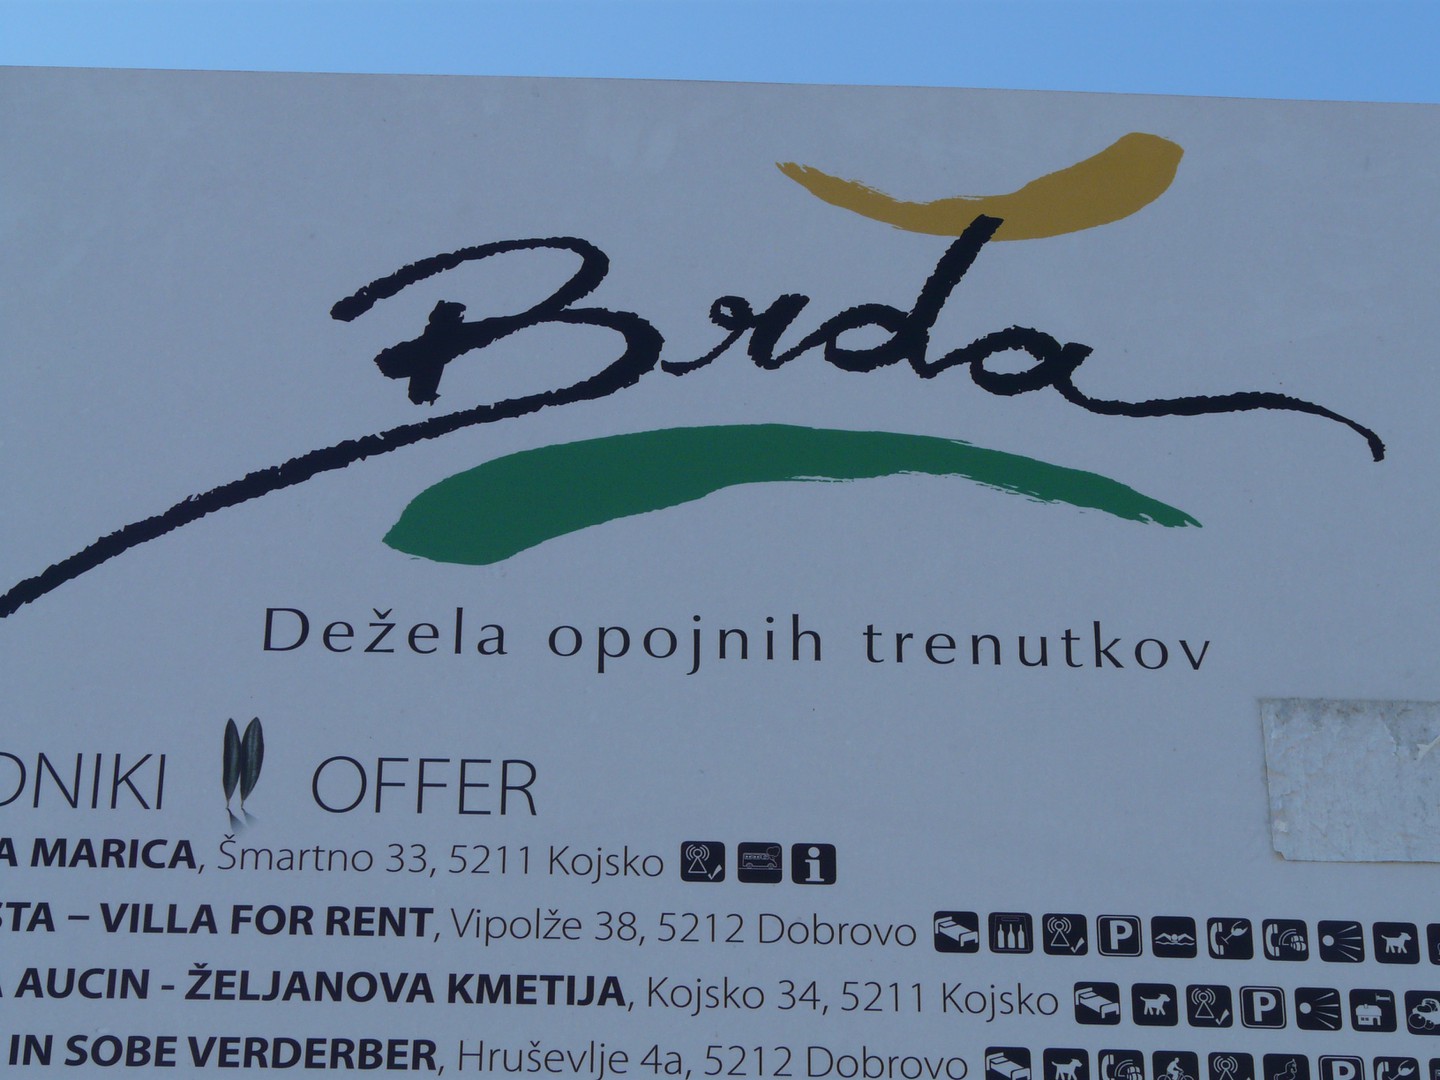 Brda
Dežela opojnih trenutkov
DNIKI OFFER
A MARICA, Šmartno 33, 5211 Kojsko
STA – VILLA FOR RENT, Vipolže 38, 5212 Dobrovo
AUCIN - ŽELJANOVA KMETIJA, Kojsko 34, 5211 Kojsko
IN SOBE VERDERBER, Hruševlje 4a, 5212 Dobrovo